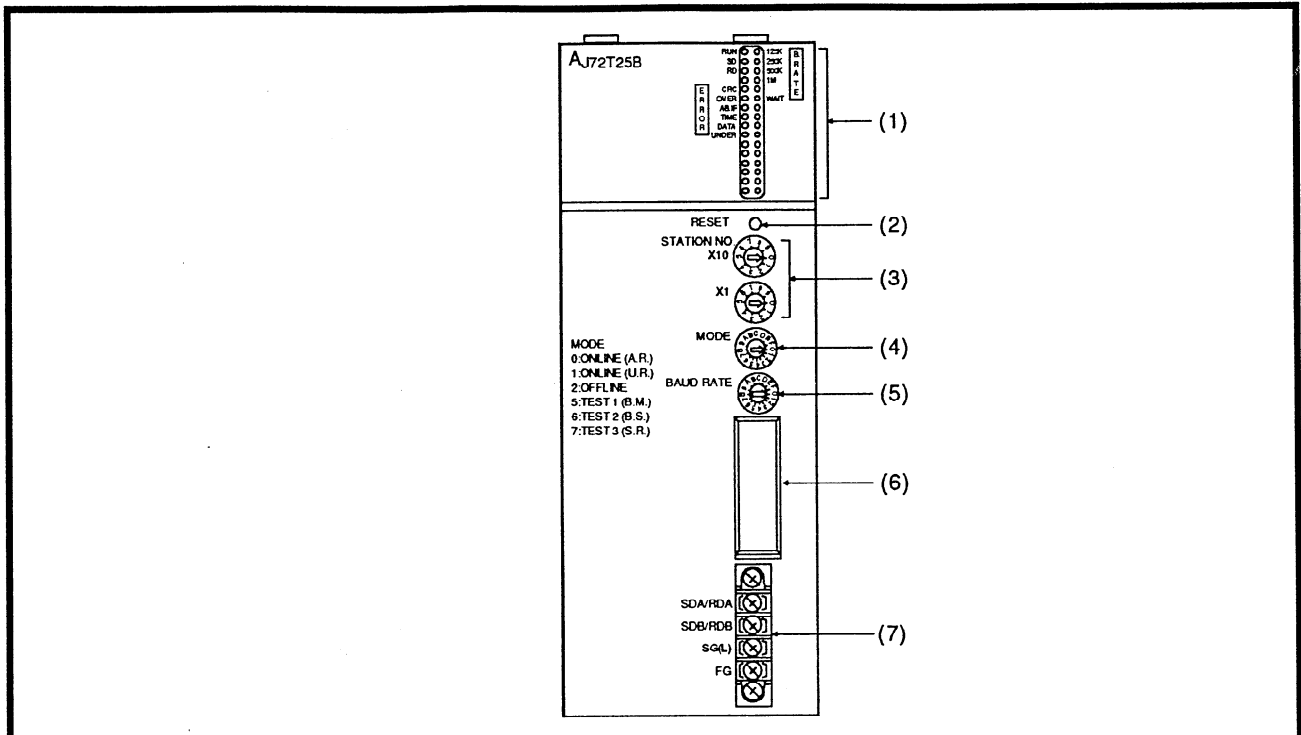 AJ72T25B
RUN 125K
SD 250K
RD 500K
1M
B.RATE
CRC
OVER WAIT
AB.IF
TIME
DATA
UNDER
ERROR
(1)
RESET
(2)
STATION NO.
X10
(3)
X1
MODE
(4)
MODE
0:ONLINE (A.R.)
1:ONLINE (U.R.)
2:OFFLINE
5:TEST 1 (B.M.)
6:TEST 2 (B.S.)
7:TEST 3 (S.R.)
BAUD RATE
(5)
(6)
SDA/RDA
SDB/RDB
(7)
SG(L)
FG